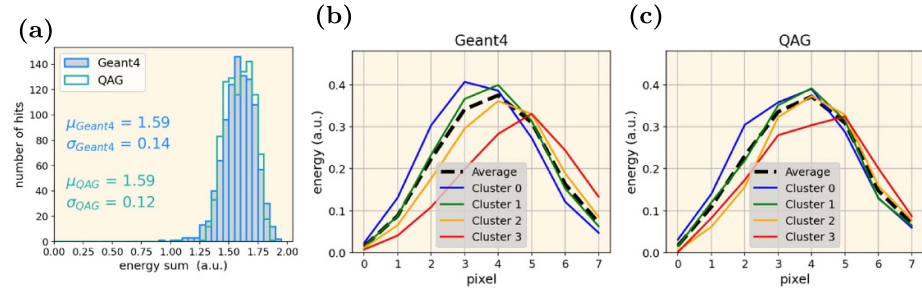 (a)
Geant4
QAG
μGeant4 = 1.59
σGeant4 = 0.14
μQAG = 1.59
σQAG = 0.12
number of hits
0
20
40
60
80
100
120
140
0.00 0.25 0.50 0.75 1.00 1.25 1.50 1.75 2.00
energy sum (a.u.)
(b)
Geant4
energy (a.u.)
0.4
0.3
0.2
0.1
0.0
Average
Cluster 0
Cluster 1
Cluster 2
Cluster 3
0 1 2 3 4 5 6 7
pixel
(c)
QAG
energy (a.u.)
0.4
0.3
0.2
0.1
0.0
Average
Cluster 0
Cluster 1
Cluster 2
Cluster 3
0 1 2 3 4 5 6 7
pixel